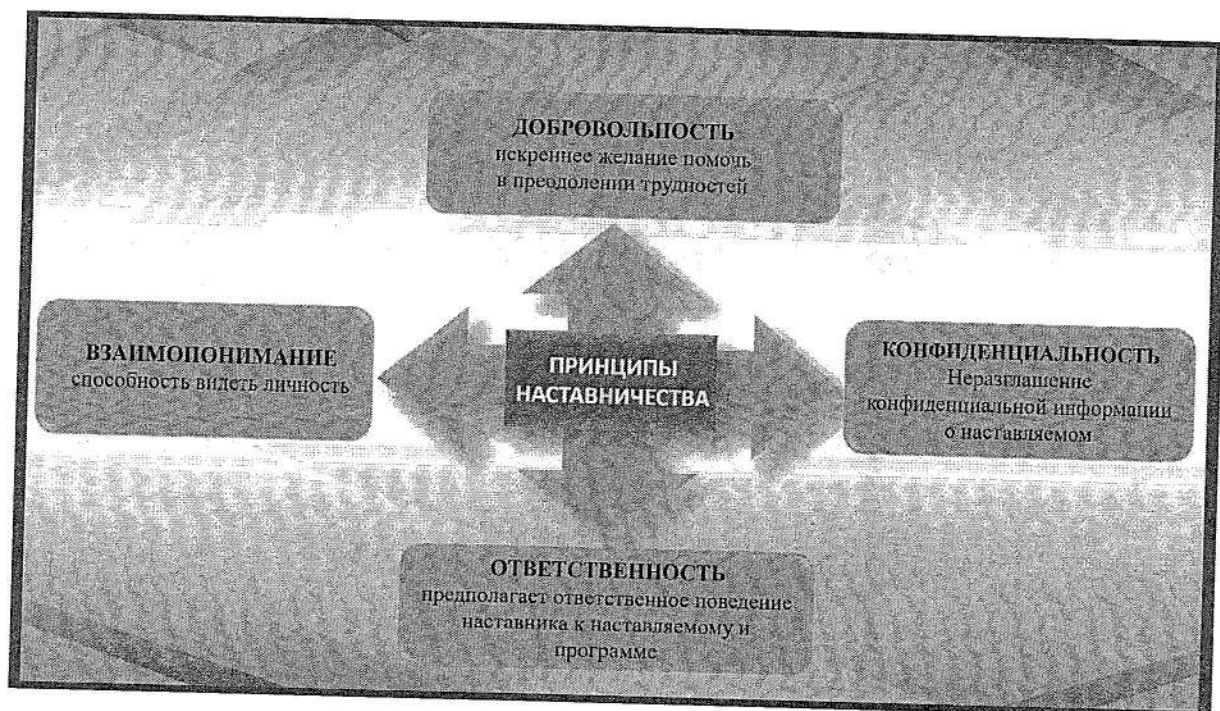 ДОБРОВОЛЬНОСТЬ
искреннее желание помочь
в преодолении трудностей
ВЗАИМОПОНИМАНИЕ
способность видеть личность
ПРИНЦИПЫ
НАСТАВНИЧЕСТВА
КОНФИДЕНЦИАЛЬНОСТЬ
Неразглашение
конфиденциальной информации
о наставляемом
ОТВЕТСТВЕННОСТЬ
предполагает ответственное поведение
наставника к наставляемому и
программе